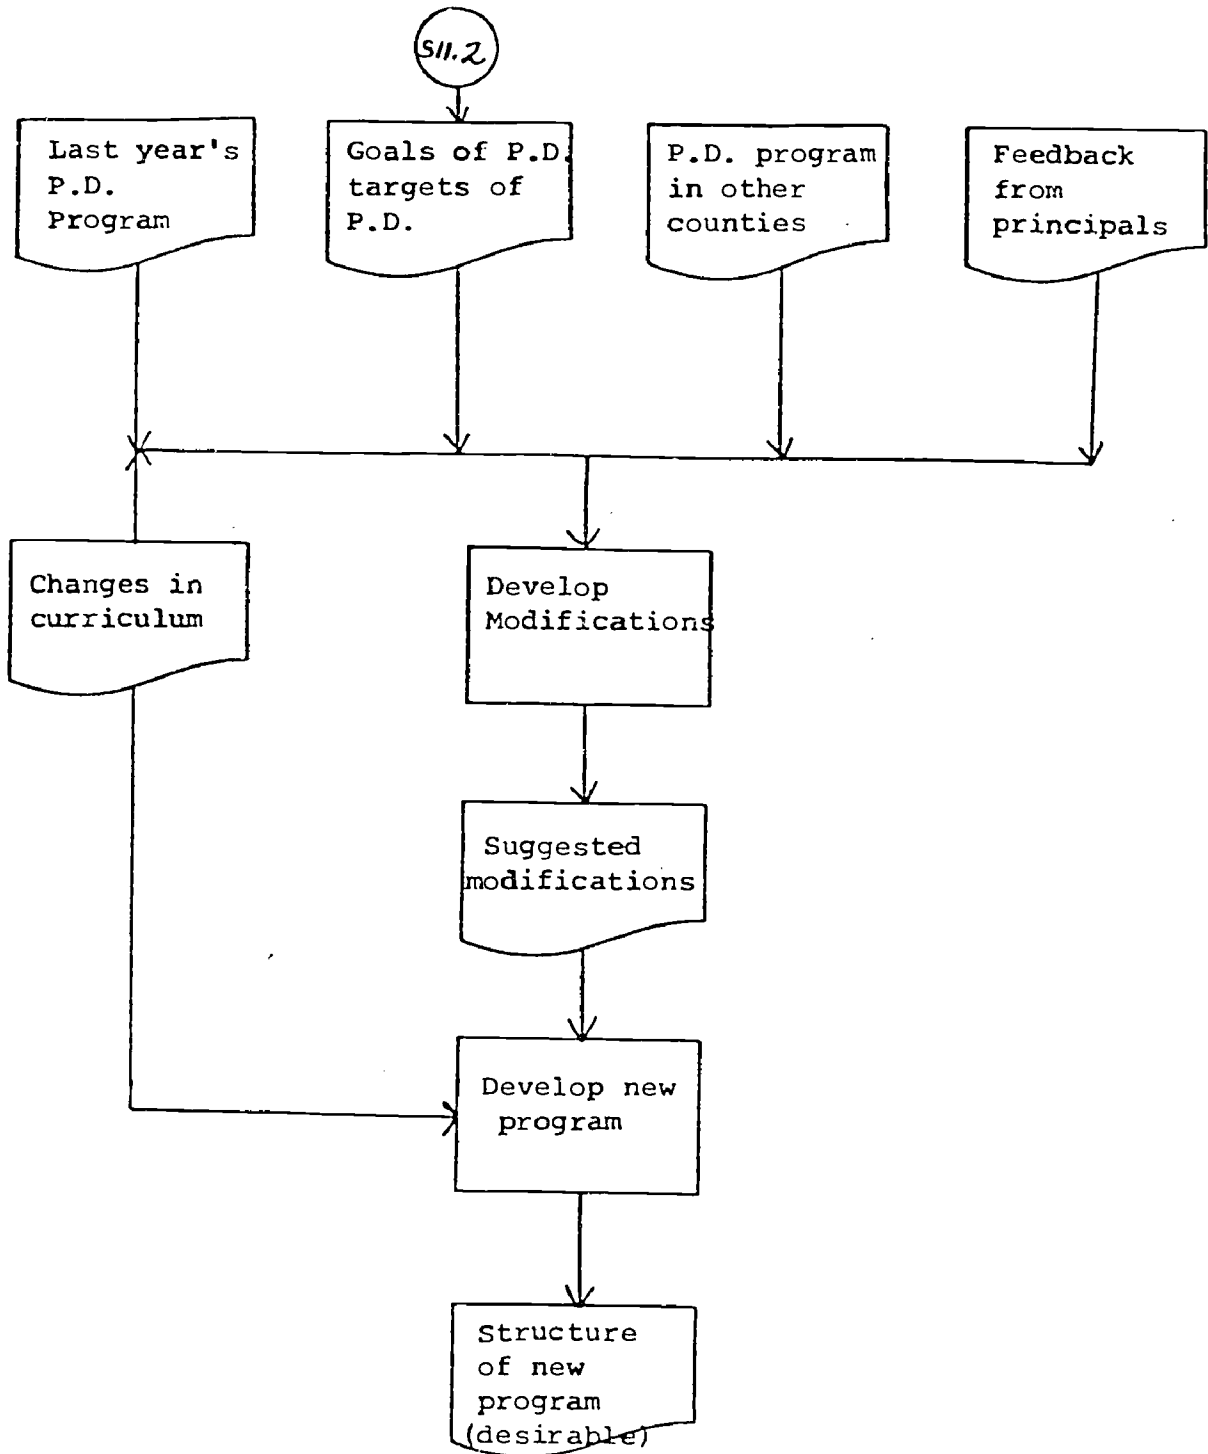 S11.2
Last year's
P.D.
Program
Goals of P.D.
targets of
P.D.
P.D. program
in other
counties
Feedback
from
principals
Changes in
curriculum
Develop
Modifications
Suggested
modifications
Develop new
program
Structure
of new
program
(desirable)